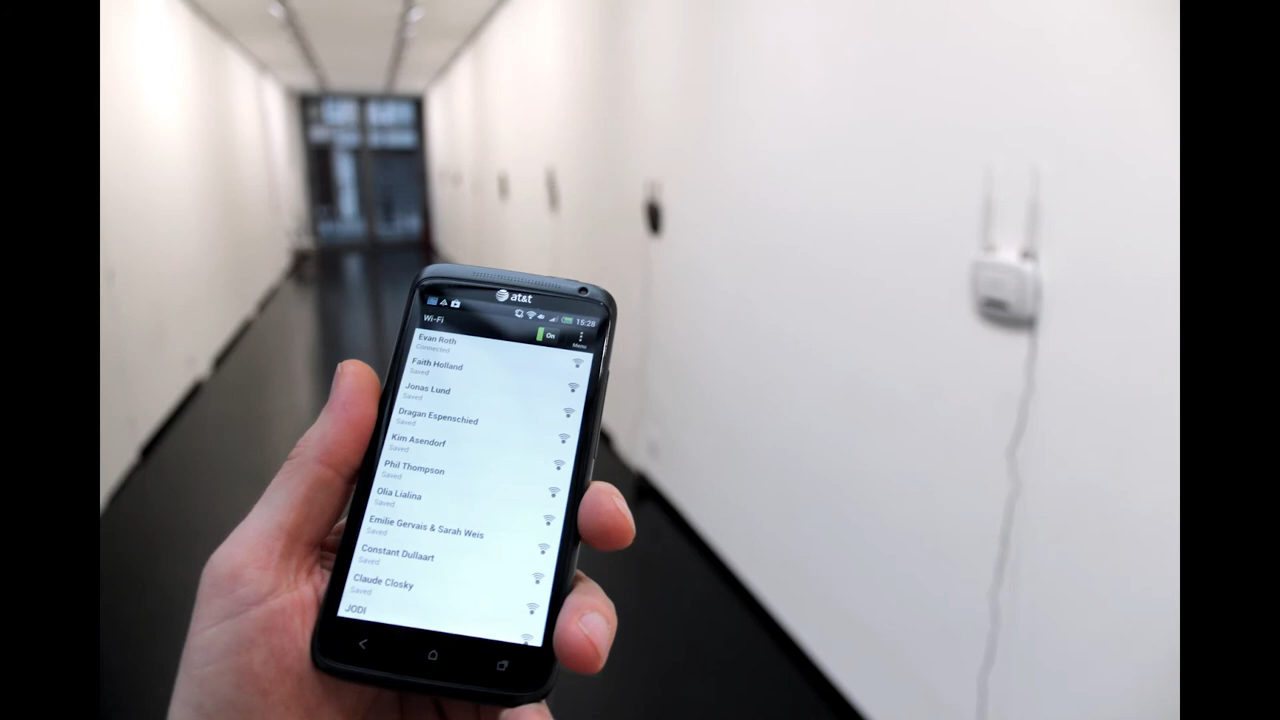 at&t
15:28
Wi-Fi
On
Menu
Evan Roth
Connected
Faith Holland
Saved
Jonas Lund
Saved
Dragan Espenschied
Saved
Kim Asendorf
Saved
Phil Thompson
Saved
Olia Lialina
Saved
Emilie Gervais & Sarah Weis
Saved
Constant Dullaart
Saved
Claude Closky
Saved
JODI